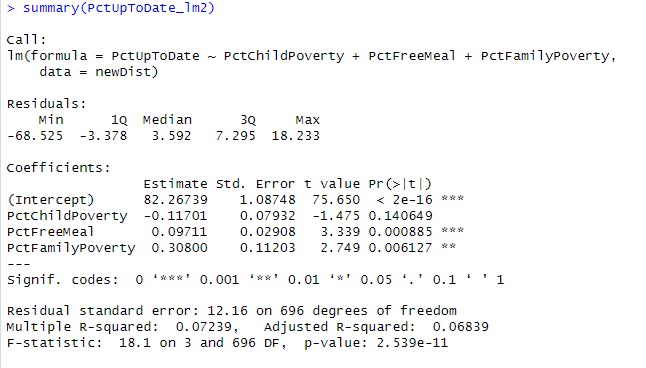 > summary(PctUpToDate_lm2)
Call:
lm(formula = PctUpToDate ~ PctChildPoverty + PctFreeMeal + PctFamilyPoverty,
    data = newDist)
Residuals:
    Min      1Q  Median      3Q     Max
-68.525  -3.378   3.592   7.295  18.233
Coefficients:
                 Estimate Std. Error t value Pr(>|t|)
(Intercept)      82.26739    1.08748  75.650  < 2e-16 ***
PctChildPoverty  -0.11701    0.07932  -1.475 0.140649
PctFreeMeal       0.09711    0.02908   3.339 0.000885 ***
PctFamilyPoverty  0.30800    0.11203   2.749 0.006127 **
---
Signif. codes:  0 ‘***’ 0.001 ‘**’ 0.01 ‘*’ 0.05 ‘.’ 0.1 ‘ ’ 1
Residual standard error: 12.16 on 696 degrees of freedom
Multiple R-squared:  0.07239,   Adjusted R-squared:  0.06839
F-statistic:  18.1 on 3 and 696 DF,  p-value: 2.539e-11